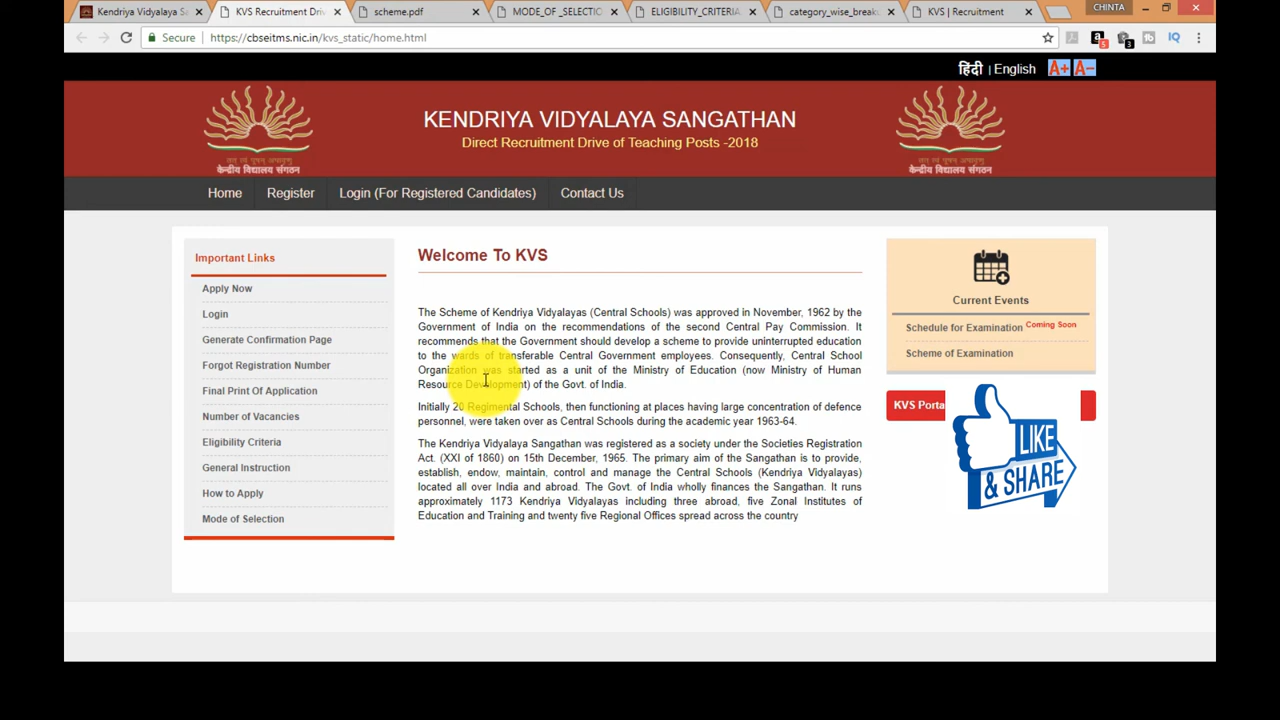 Kendriya Vidyalaya Sa
KVS Recruitment Driv
scheme.pdf
MODE_OF_SELECTIO
ELIGIBILITY_CRITERIA
category_wise_breaku
KVS | Recruitment
CHINTA
Secure
https://cbseitms.nic.in/kvs_static/home.html
5
3
tb
IQ
हिंदी | English
A+ A-
KENDRIYA VIDYALAYA SANGATHAN
Direct Recruitment Drive of Teaching Posts -2018
तत् त्वं पूषन् अपावृणु
केन्द्रीय विद्यालय संगठन
तत् त्वं पूषन् अपावृणु
केन्द्रीय विद्यालय संगठन
Home
Register
Login (For Registered Candidates)
Contact Us
Important Links
Apply Now
Login
Generate Confirmation Page
Forgot Registration Number
Final Print Of Application
Number of Vacancies
Eligibility Criteria
General Instruction
How to Apply
Mode of Selection
Welcome To KVS
The Scheme of Kendriya Vidyalayas (Central Schools) was approved in November, 1962 by the
Government of India on the recommendations of the second Central Pay Commission. It
recommends that the Government should develop a scheme to provide uninterrupted education
to the wards of transferable Central Government employees. Consequently, Central School
Organization was started as a unit of the Ministry of Education (now Ministry of Human
Resource Development) of the Govt. of India.
Initially 20 Regimental Schools, then functioning at places having large concentration of defence
personnel, were taken over as Central Schools during the academic year 1963-64.
The Kendriya Vidyalaya Sangathan was registered as a society under the Societies Registration
Act. (XXI of 1860) on 15th December, 1965. The primary aim of the Sangathan is to provide,
establish, endow, maintain, control and manage the Central Schools (Kendriya Vidyalayas)
located all over India and abroad. The Govt. of India wholly finances the Sangathan. It runs
approximately 1173 Kendriya Vidyalayas including three abroad, five Zonal Institutes of
Education and Training and twenty five Regional Offices spread across the country
Current Events
Schedule for Examination Coming Soon
Scheme of Examination
KVS Porta
LIKE
& SHARE